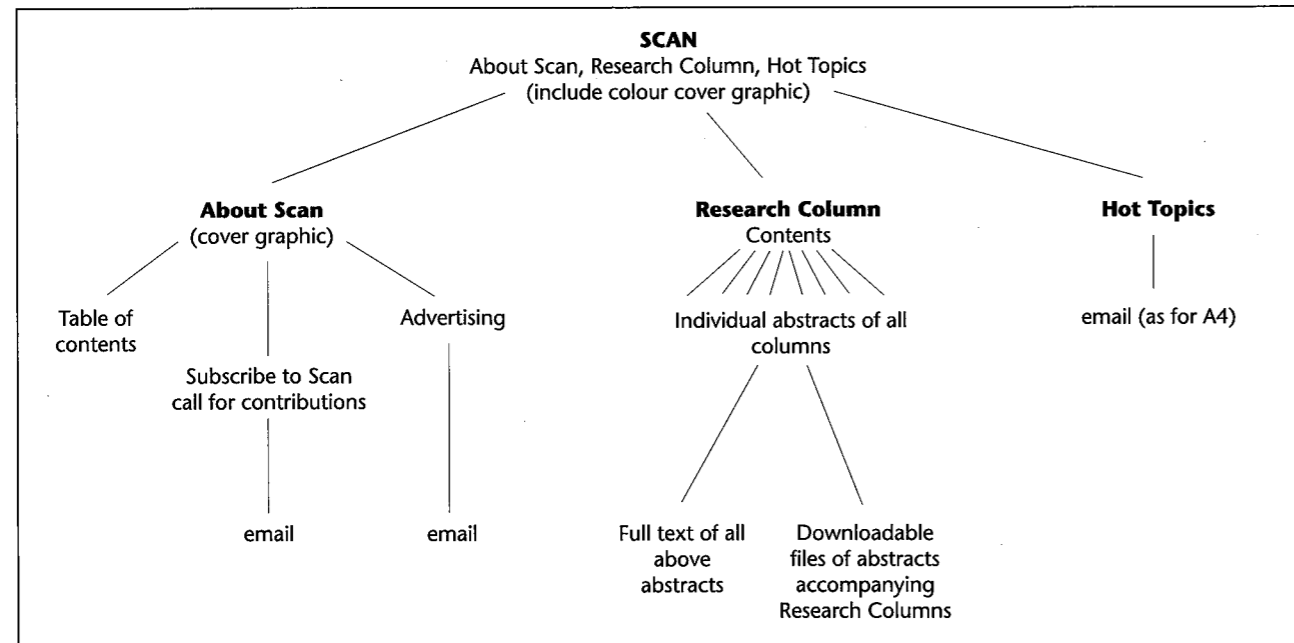 SCAN
About Scan, Research Column, Hot Topics
(include colour cover graphic)
About Scan
(cover graphic)
Research Column
Contents
Hot Topics
Table of
contents
Advertising
Individual abstracts of all
columns
email (as for A4)
Subscribe to Scan
call for contributions
email
email
Full text of all
above
abstracts
Downloadable
files of abstracts
accompanying
Research Columns